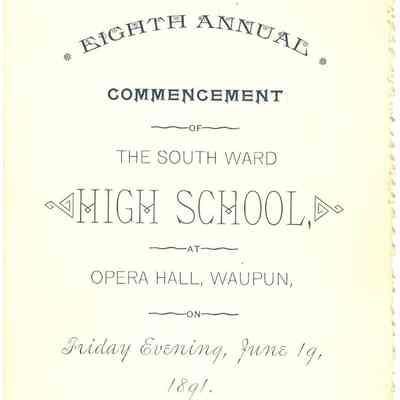 EIGHTH ANNUAL
COMMENCEMENT
OF
THE SOUTH WARD
HIGH SCHOOL,
AT
OPERA HALL, WAUPUN,
ON
Friday Evening, June 19,
1891.